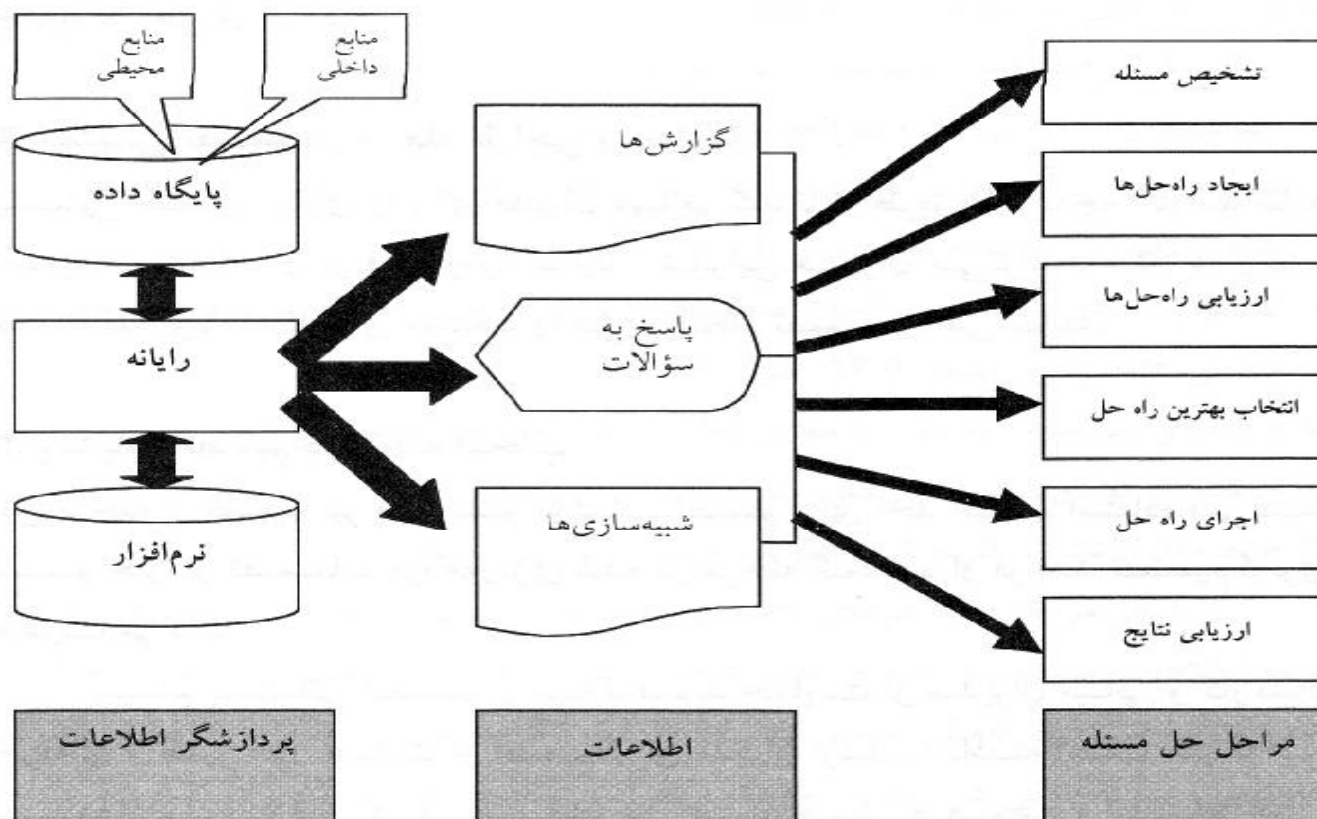 منابع
محیطی
منابع
داخلی
پایگاه داده
رایانه
نرم‌افزار
پردازشگر اطلاعات
گزارش‌ها
پاسخ به
سؤالات
شبیه‌سازی‌ها
اطلاعات
تشخیص مسئله
ایجاد راه‌حل‌ها
ارزیابی راه‌حل‌ها
انتخاب بهترین راه حل
اجرای راه حل
ارزیابی نتایج
مراحل حل مسئله